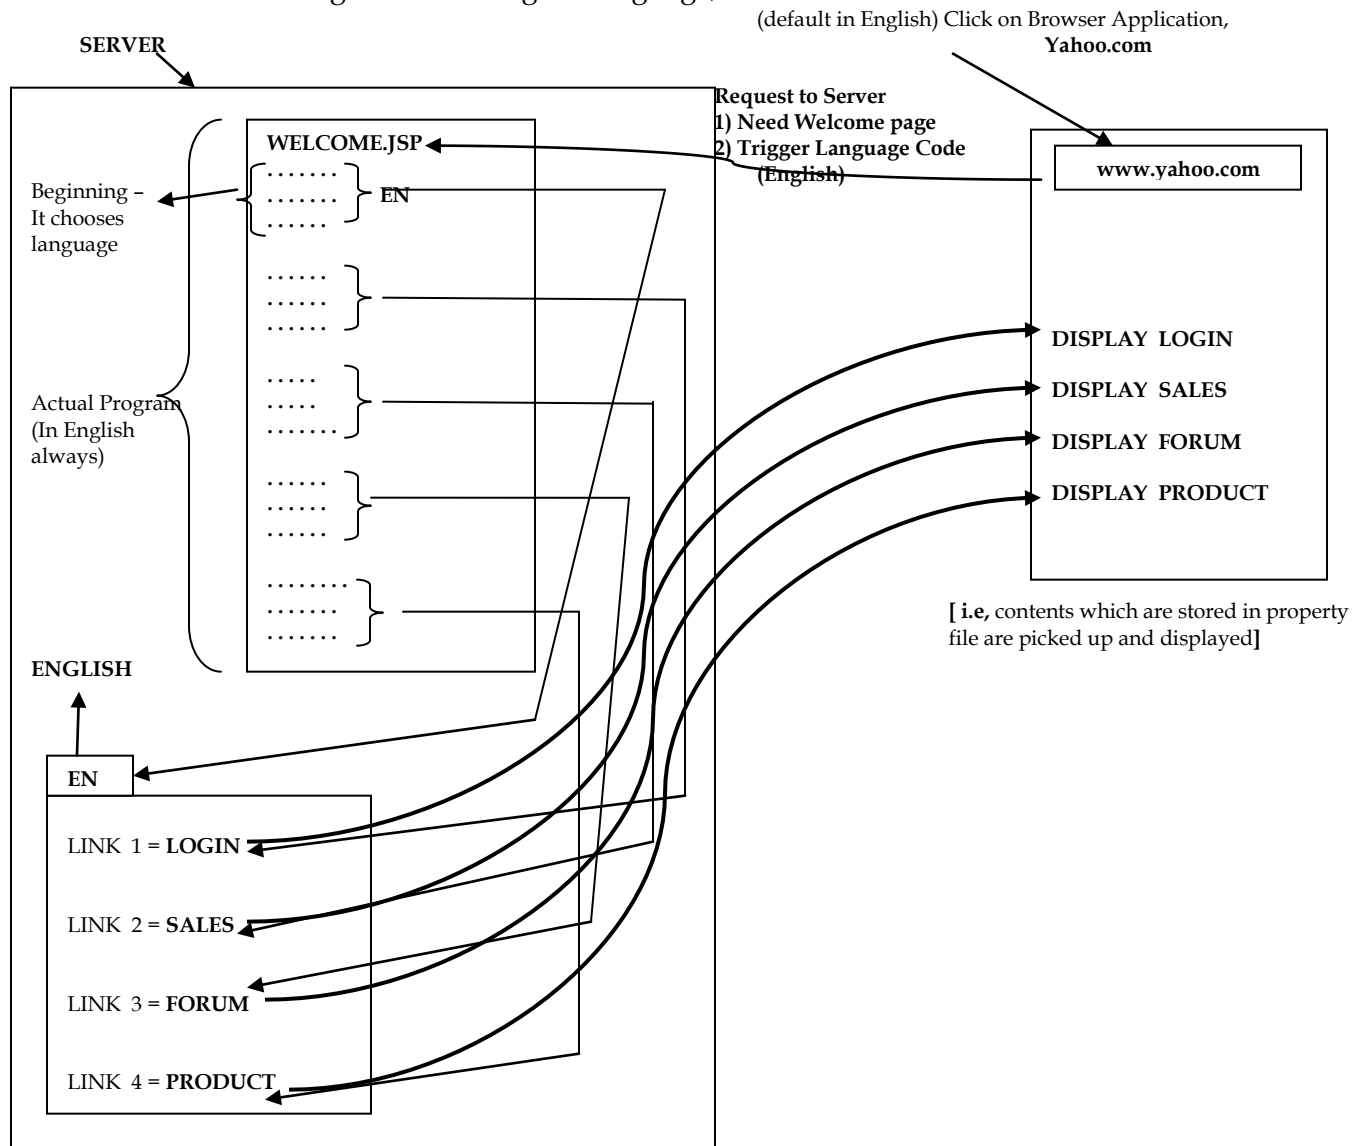 (default in English) Click on Browser Application,
Yahoo.com
SERVER
Request to Server
1) Need Welcome page
2) Trigger Language Code
(English)
WELCOME.JSP
www.yahoo.com
.......
.......
......
EN
Beginning –
It chooses
language
......
......
......
.....
.....
.......
Actual Program
(In English
always)
......
......
......
........
.......
.......
DISPLAY LOGIN
DISPLAY SALES
DISPLAY FORUM
DISPLAY PRODUCT
[ i.e, contents which are stored in property
file are picked up and displayed]
ENGLISH
EN
LINK 1 = LOGIN
LINK 2 = SALES
LINK 3 = FORUM
LINK 4 = PRODUCT